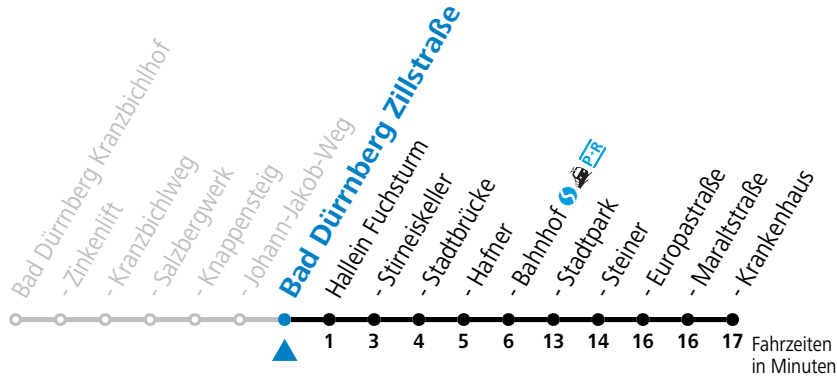 Bad Dürrnberg Kranzbichlhof
- Zinkenlift
- Kranzbichlweg
- Salzbergwerk
- Knappensteig
- Johann-Jakob-Weg
Bad Dürrnberg Zillstraße
Hallein Fuchsturm
- Stirneiskeller
- Stadtbrücke
- Hafner
- Bahnhof P+R
- Stadtpark
- Steiner
- Europastraße
- Maraltstraße
- Krankenhaus
1 3 4 5 6 13 14 16 16 17 Fahrzeiten
in Minuten